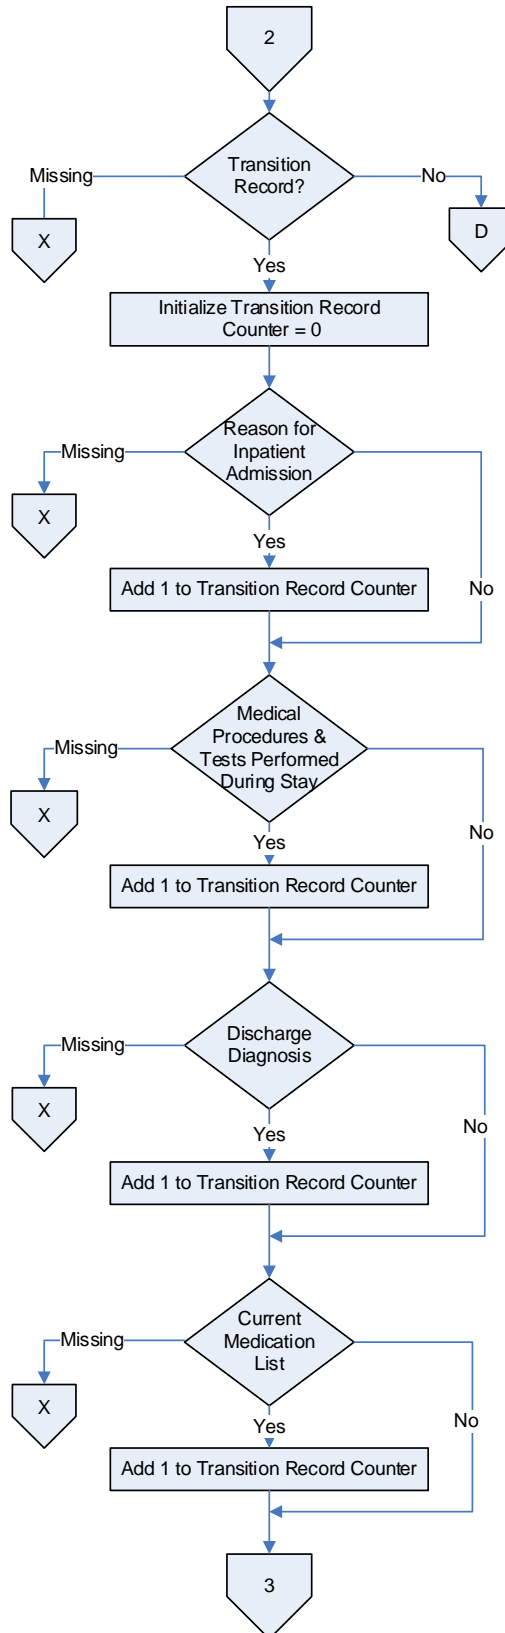 2
Transition
Record?
Missing
No
X
D
Yes
Initialize Transition Record
Counter = 0
Reason for
Inpatient
Admission
Missing
X
Yes
No
Add 1 to Transition Record Counter
Medical
Procedures &
Tests Performed
During Stay
Missing
X
Yes
No
Add 1 to Transition Record Counter
Discharge
Diagnosis
Missing
X
Yes
No
Add 1 to Transition Record Counter
Current
Medication
List
Missing
X
Yes
No
Add 1 to Transition Record Counter
3